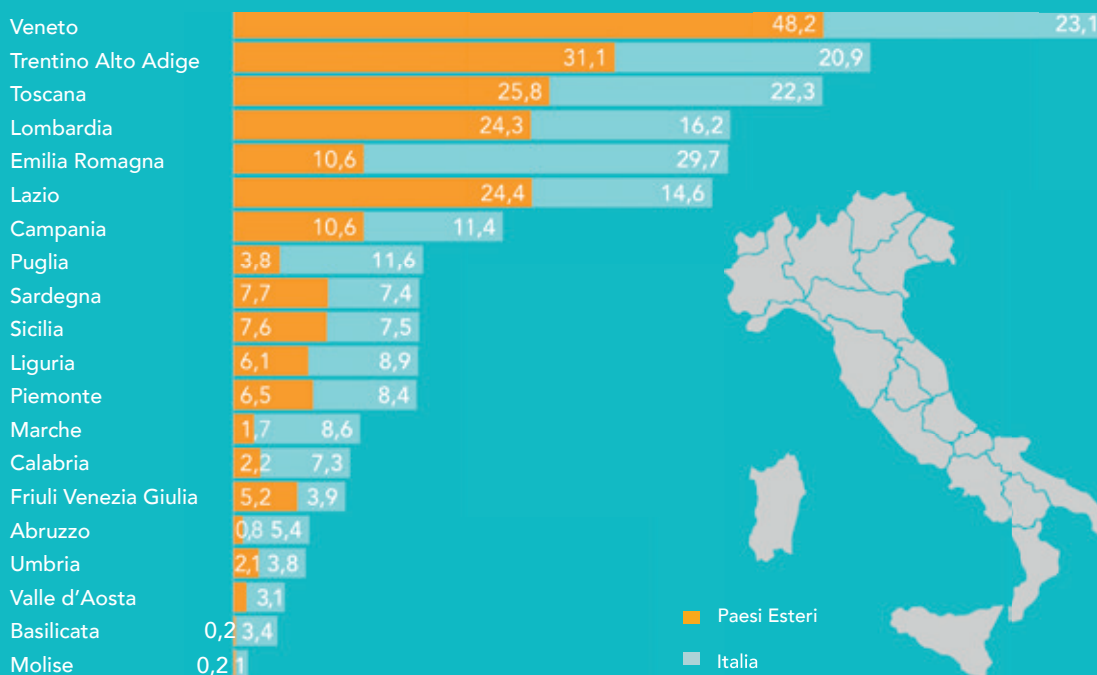 Veneto 48,2 23,1
Trentino Alto Adige 31,1 20,9
Toscana 25,8 22,3
Lombardia 24,3 16,2
Emilia Romagna 10,6 29,7
Lazio 24,4 14,6
Campania 10,6 11,4
Puglia 3,8 11,6
Sardegna 7,7 7,4
Sicilia 7,6 7,5
Liguria 6,1 8,9
Piemonte 6,5 8,4
Marche 1,7 8,6
Calabria 2,2 7,3
Friuli Venezia Giulia 5,2 3,9
Abruzzo 0,8 5,4
Umbria 2,1 3,8
Valle d'Aosta 3,1
Basilicata 0,2 3,4
Molise 0,2 1
Paesi Esteri
Italia